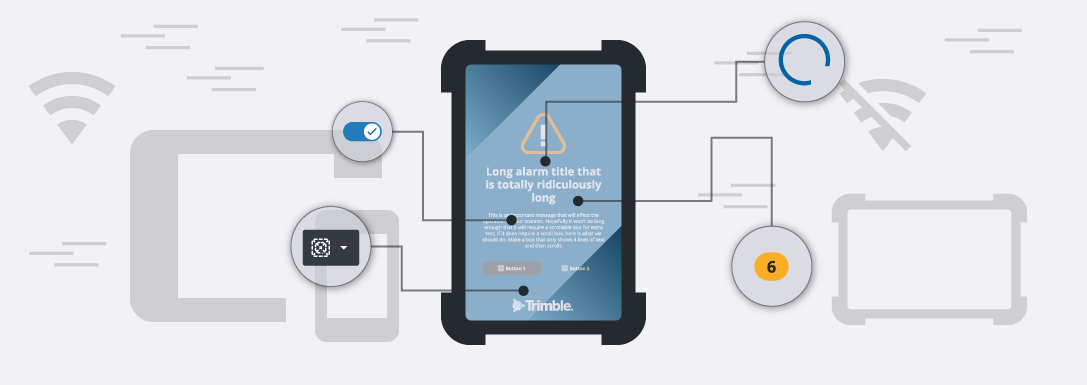 Long alarm title that
is totally ridiculously
long
This is an important message that will effect the
operation of your scanner. Hopefully it won't be long
enough that it will require a scrollable box for extra
text. If it does require a scroll box, here is what we
should do. Make a box that only shows 4 lines of text
and then scrolls
Button 1
Button 2
Trimble.
6